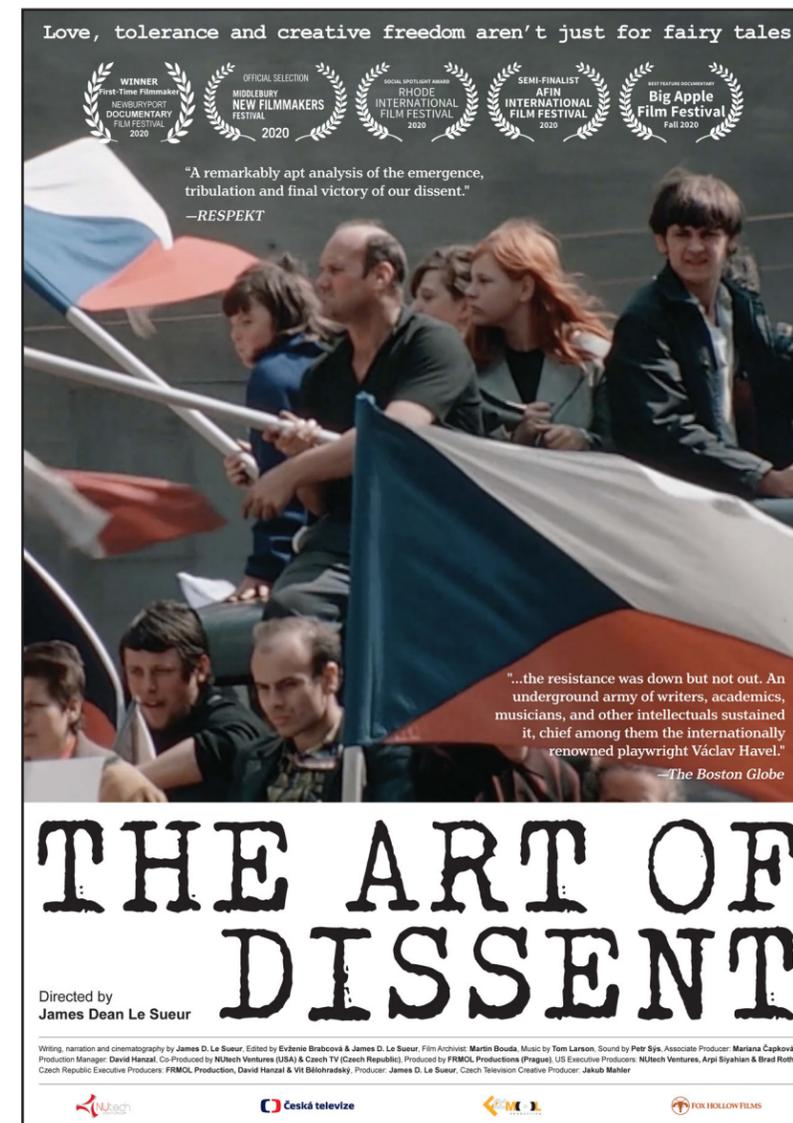 Love, tolerance and creative freedom aren't just for fairy tales
WINNER
First-Time Filmmaker
NEWBURYPORT
DOCUMENTARY
FILM FESTIVAL
2020
OFFICIAL SELECTION
MIDDLEBURY
NEW FILMMAKERS
FESTIVAL
2020
SOCIAL SPOTLIGHT AWARD
RHODE
INTERNATIONAL
FILM FESTIVAL
2020
SEMI-FINALIST
AFIN
INTERNATIONAL
FILM FESTIVAL
2020
BEST FEATURE DOCUMENTARY
Big Apple
Film Festival
Fall 2020
"A remarkably apt analysis of the emergence,
tribulation and final victory of our dissent."
—RESPEKT
"...the resistance was down but not out. An
underground army of writers, academics,
musicians, and other intellectuals sustained
it, chief among them the internationally
renowned playwright Václav Havel."
—The Boston Globe
THE ART OF
DISSENT
Directed by
James Dean Le Sueur
Writing, narration and cinematography by James D. Le Sueur, Edited by Evženie Brabcová & James D. Le Sueur, Film Archivist: Martin Bouda, Music by Tom Larson, Sound by Petr Sýs, Associate Producer: Mariana Čapková
Production Manager: David Hanzal, Co-Produced by NUtech Ventures (USA) & Czech TV (Czech Republic), Produced by FRMOL Productions (Prague), US Executive Producers: NUtech Ventures, Arpi Siyahian & Brad Roth
Czech Republic Executive Producers: FRMOL Production, David Hanzal & Vít Bělohradský, Producer: James D. Le Sueur, Czech Television Creative Producer: Jakub Mahler
NUtech
Česká televize
FOX HOLLOW FILMS